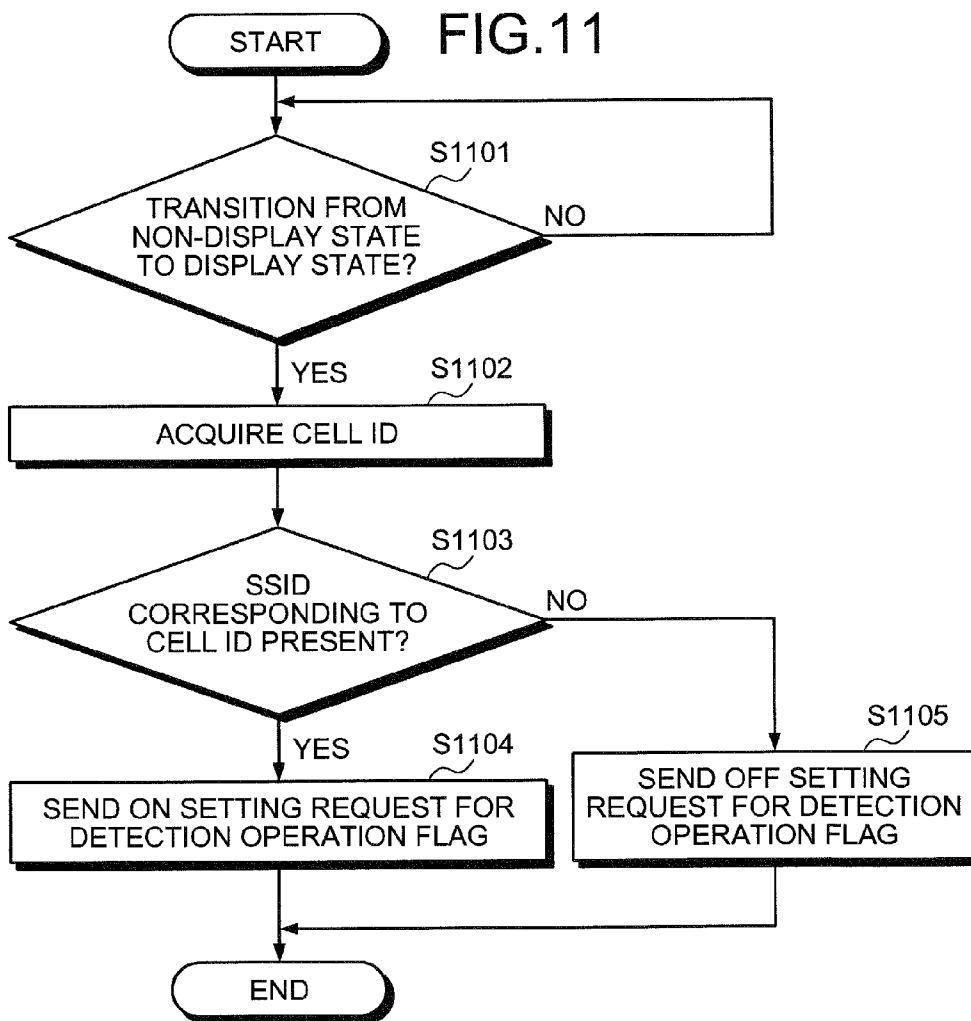 START
FIG.11
S1101
TRANSITION FROM
NON-DISPLAY STATE
TO DISPLAY STATE?
NO
YES
S1102
ACQUIRE CELL ID
S1103
SSID
CORRESPONDING TO
CELL ID PRESENT?
NO
YES
S1104
SEND ON SETTING REQUEST FOR
DETECTION OPERATION FLAG
S1105
SEND OFF SETTING
REQUEST FOR DETECTION
OPERATION FLAG
END